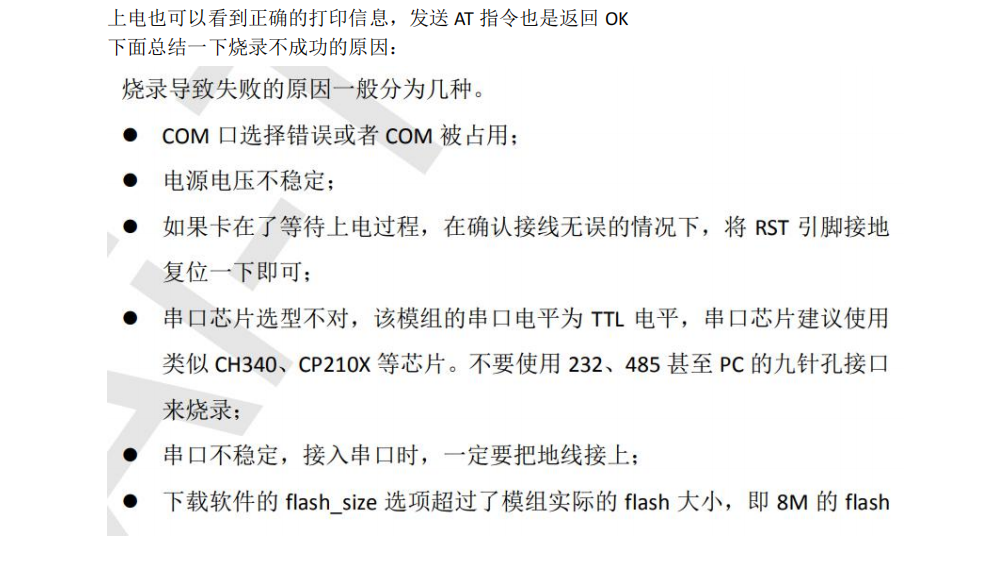 上电也可以看到正确的打印信息，发送 AT 指令也是返回 OK
下面总结一下烧录不成功的原因：
烧录导致失败的原因一般分为几种。
● COM 口选择错误或者 COM 被占用；
● 电源电压不稳定；
● 如果卡在了等待上电过程，在确认接线无误的情况下，将 RST 引脚接地
复位一下即可；
● 串口芯片选型不对，该模组的串口电平为 TTL 电平，串口芯片建议使用
类似 CH340、CP210X 等芯片。不要使用 232、485 甚至 PC 的九针孔接口
来烧录；
● 串口不稳定，接入串口时，一定要把地线接上；
● 下载软件的 flash_size 选项超过了模组实际的 flash 大小，即 8M 的 flash